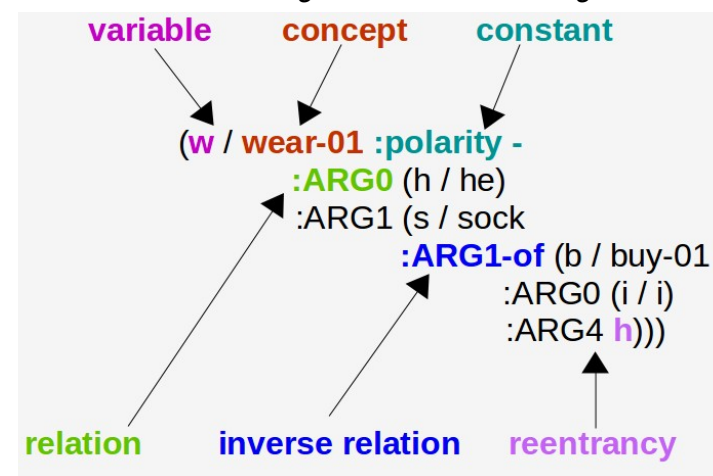 variable concept constant
(w / wear-01 :polarity -
:ARG0 (h / he)
:ARG1 (s / sock
:ARG1-of (b / buy-01
:ARG0 (i / i)
:ARG4 h)))
relation inverse relation reentrancy